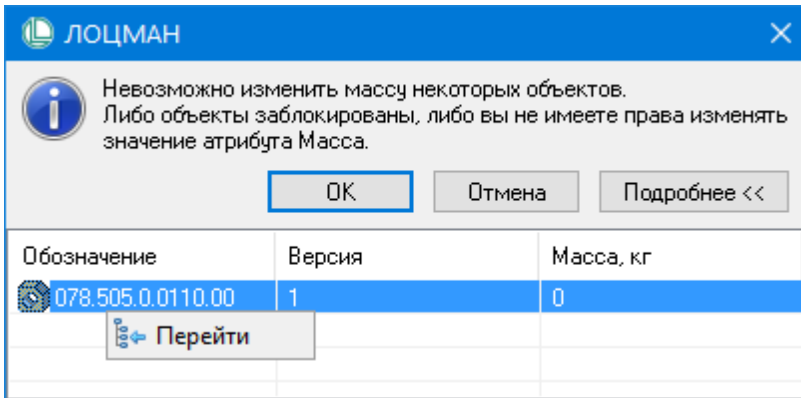 ЛОЦМАН
Невозможно изменить массу некоторых объектов.
Либо объекты заблокированы, либо вы не имеете права изменять
значение атрибута Масса.
ОК Отмена Подробнее <<
Обозначение Версия Масса, кг
078.505.0.0110.00 1 0
Перейти